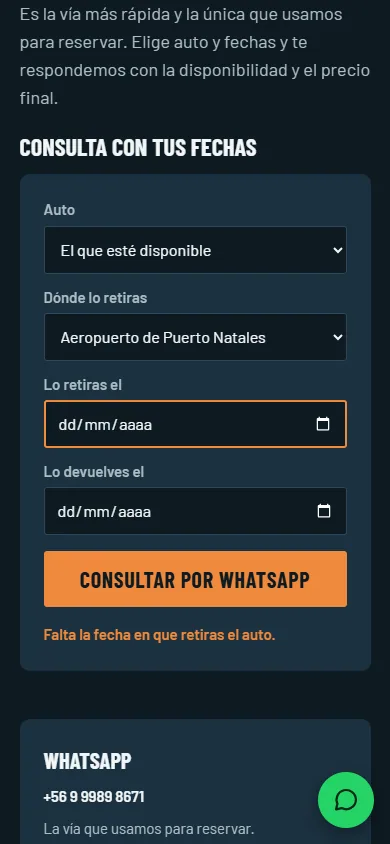 Es la vía más rápida y la única que usamos
para reservar. Elige auto y fechas y te
respondemos con la disponibilidad y el precio
final.
CONSULTA CON TUS FECHAS
Auto
El que esté disponible
Dónde lo retiras
Aeropuerto de Puerto Natales
Lo retiras el
dd/mm/aaaa
Lo devuelves el
dd/mm/aaaa
CONSULTAR POR WHATSAPP
Falta la fecha en que retiras el auto.
WHATSAPP
+56 9 9989 8671
La vía que usamos para reservar.